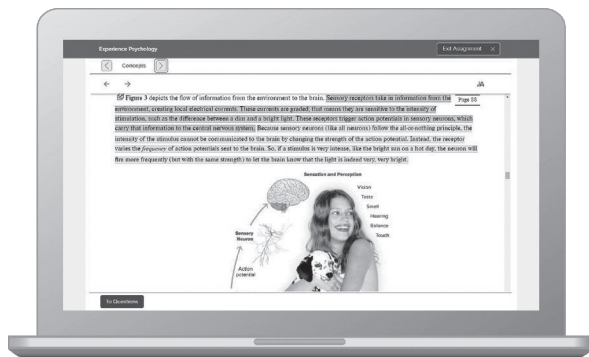 Experience Psychology
Exit Assignment ×
< Concepts >
← → AA
Figure 3 depicts the flow of information from the environment to the brain. Sensory receptors take in information from the
Page 88
environment, creating local electrical currents. These currents are graded; that means they are sensitive to the intensity of
stimulation, such as the difference between a dim and a bright light. These receptors trigger action potentials in sensory neurons, which
carry that information to the central nervous system. Because sensory neurons (like all neurons) follow the all-or-nothing principle, the
intensity of the stimulus cannot be communicated to the brain by changing the strength of the action potential. Instead, the receptor
varies the frequency of action potentials sent to the brain. So, if a stimulus is very intense, like the bright sun on a hot day, the neuron will
fire more frequently (but with the same strength) to let the brain know that the light is indeed very, very bright.
Sensation and Perception
Vision
Taste
Smell
Hearing
Balance
Touch
Sensory
Neuron
Action
potential
To Questions